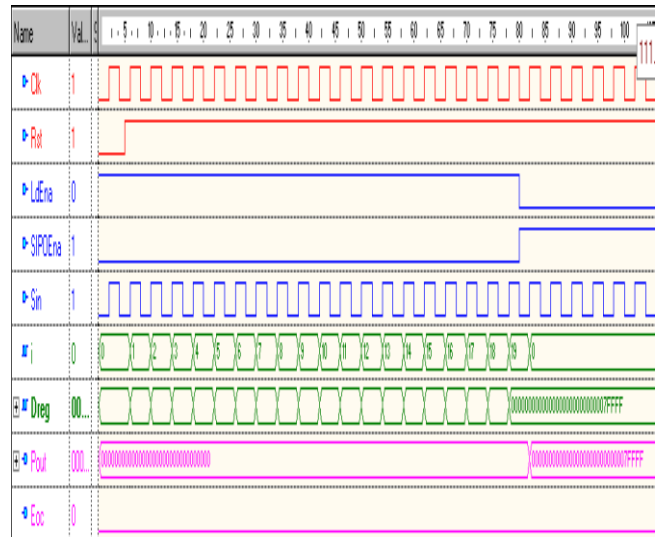 Name Val... S 5 10 15 20 25 30 35 40 45 50 55 60 65 70 75 80 85 90 95 100
111.
Clk 1
Rst 1
LdEna 0
SIPOEna 1
Sin 1
i 0 0 1 2 3 4 5 6 7 8 9 10 11 12 13 14 15 16 17 18 19 0
Dreg 00...
Pout 000...
Eoc 0